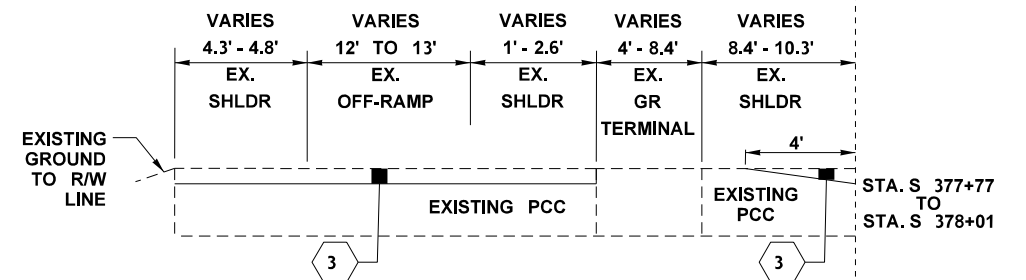 VARIES
4.3' - 4.8'
EX.
SHLDR
VARIES
12' TO 13'
EX.
OFF-RAMP
VARIES
1' - 2.6'
EX.
SHLDR
VARIES
4' - 8.4'
EX.
GR
TERMINAL
VARIES
8.4' - 10.3'
EX.
SHLDR
4'
EXISTING
GROUND
TO R/W
LINE
EXISTING PCC
EXISTING
PCC
STA. S 377+77
TO
STA. S 378+01
3
3